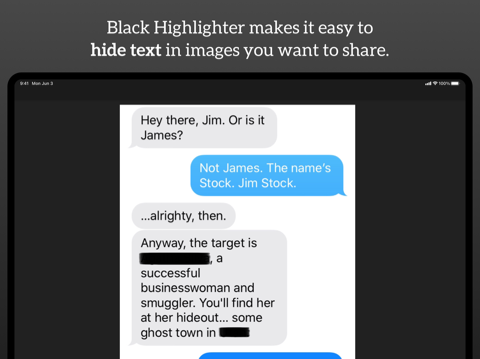 Black Highlighter makes it easy to
hide text in images you want to share.
9:41 Mon Jun 3
100%
Hey there, Jim. Or is it
James?
Not James. The name's
Stock. Jim Stock.
...alrighty, then.
Anyway, the target is
, a
successful
businesswoman and
smuggler. You'll find her
at her hideout... some
ghost town in